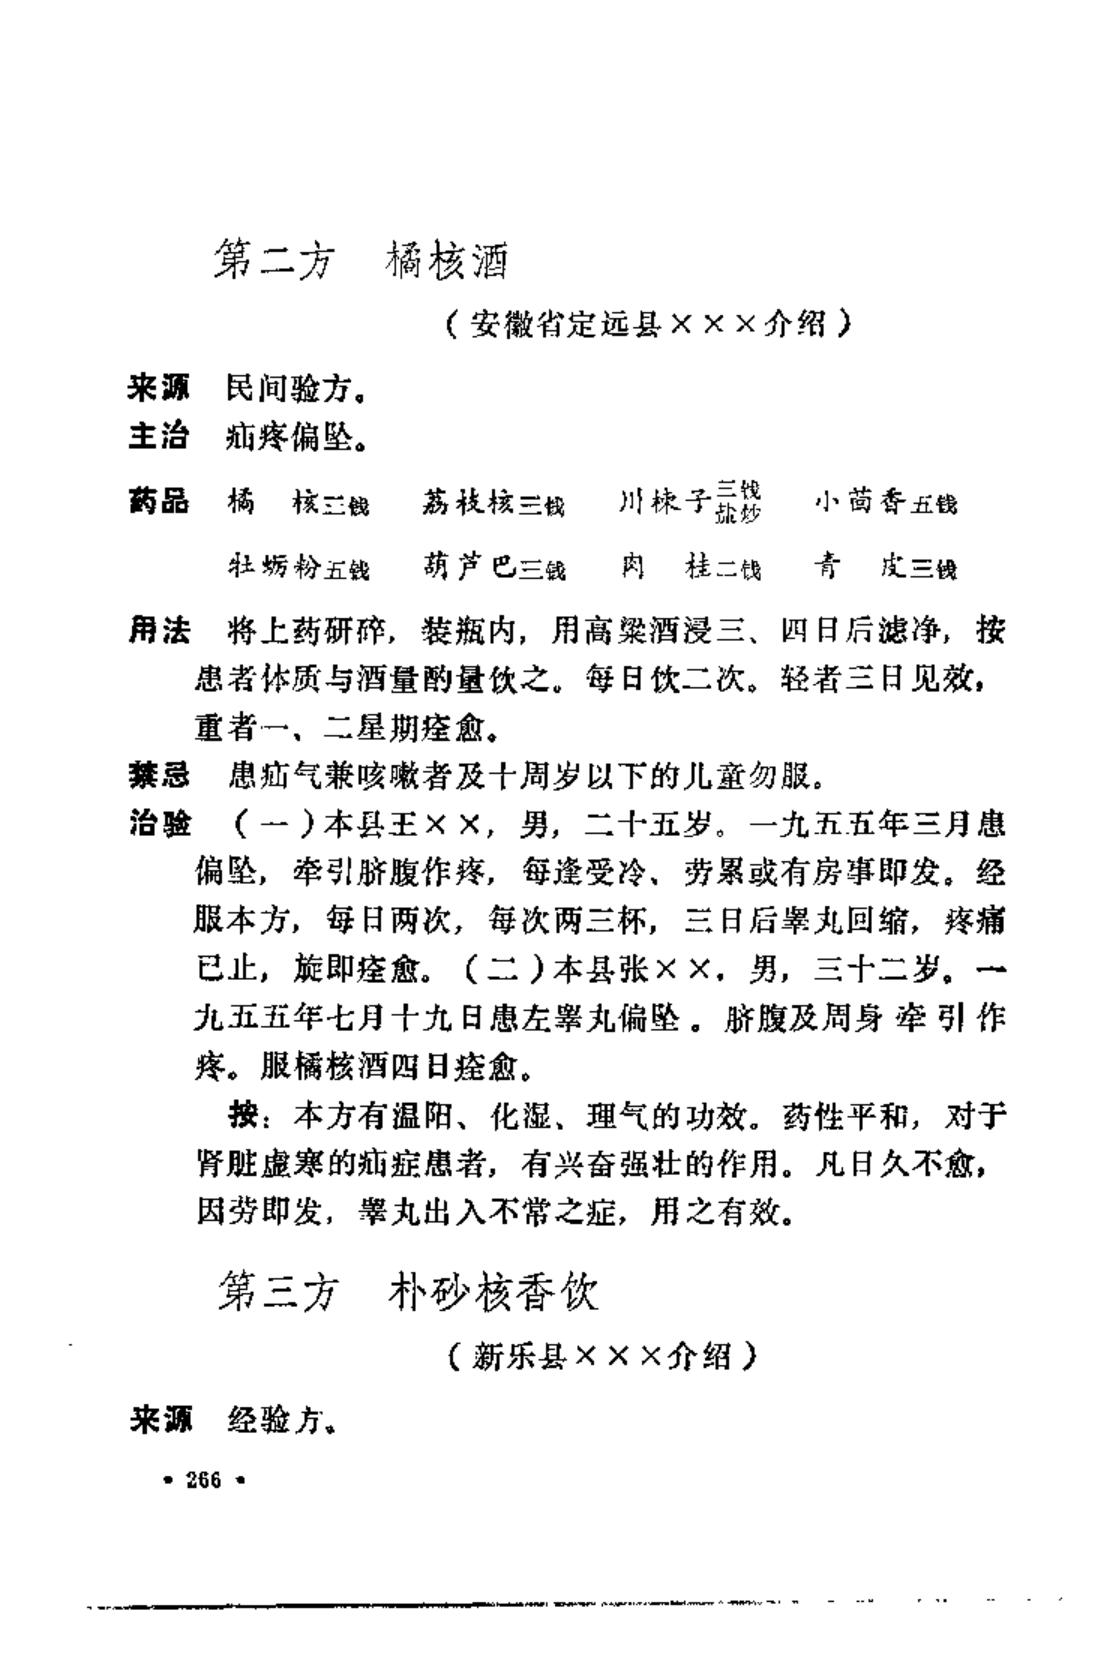 第二方　橘核酒
（安徽省定远县×××介绍）
来源　民间验方。
主治　疝疼偏坠。
药品　橘　核三钱　荔枝核三钱　川楝子三钱盐炒　小茴香五钱
牡蛎粉五钱　葫芦巴三钱　肉　桂二钱　青　皮三钱
用法　将上药研碎，装瓶内，用高粱酒浸三、四日后滤净，按
患者体质与酒量酌量饮之。每日饮二次。轻者三日见效，
重者一、二星期痊愈。
禁忌　患疝气兼咳嗽者及十周岁以下的儿童勿服。
治验　（一）本县王××，男，二十五岁。一九五五年三月患
偏坠，牵引脐腹作疼，每逢受冷、劳累或有房事即发。经
服本方，每日两次，每次两三杯，三日后睾丸回缩，疼痛
已止，旋即痊愈。（二）本县张××，男，三十二岁。一
九五五年七月十九日患左睾丸偏坠。脐腹及周身牵引作
疼。服橘核酒四日痊愈。
按：本方有温阳、化湿、理气的功效。药性平和，对于
肾脏虚寒的疝症患者，有兴奋强壮的作用。凡日久不愈，
因劳即发，睾丸出入不常之症，用之有效。
第三方　朴砂核香饮
（新乐县×××介绍）
来源　经验方。
• 266 •